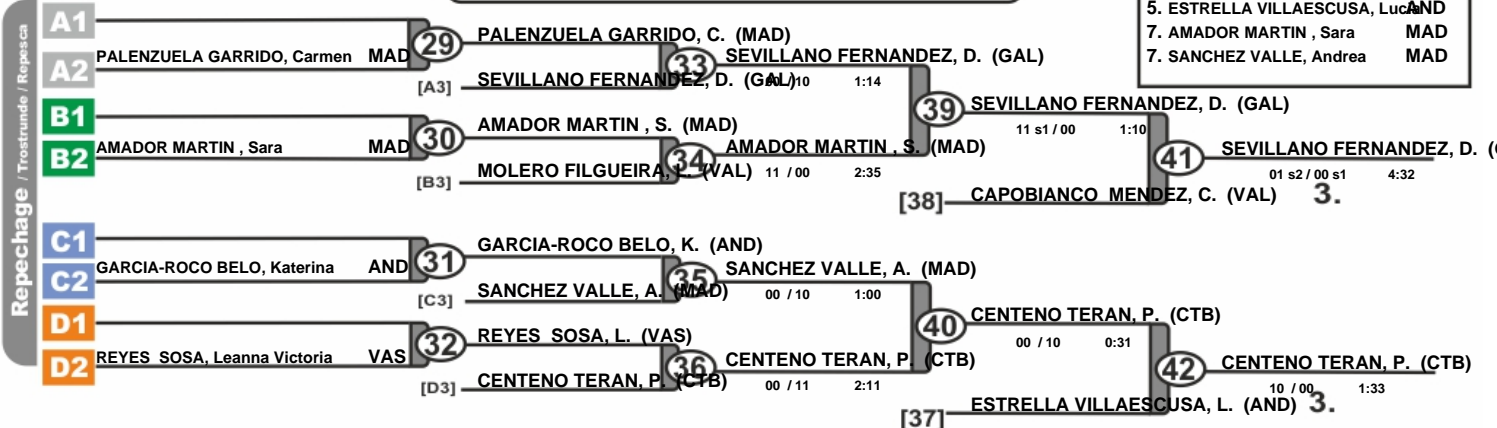 5. ESTRELLA VILLAESCUSA, Lucía AND
7. AMADOR MARTIN , Sara MAD
7. SANCHEZ VALLE, Andrea MAD
Repechage / Trostrunde / Repesca
A1
A2 PALENZUELA GARRIDO, Carmen MAD
29
PALENZUELA GARRIDO, C. (MAD)
[A3] SEVILLANO FERNANDEZ, D. (GAL)
33
SEVILLANO FERNANDEZ, D. (GAL)
/10 1:14
B1
B2 AMADOR MARTIN , Sara MAD
30
AMADOR MARTIN , S. (MAD)
[B3] MOLERO FILGUEIRA, L. (VAL)
34
AMADOR MARTIN , S. (MAD)
11 / 00 2:35
39
SEVILLANO FERNANDEZ, D. (GAL)
11 s1 / 00 1:10
[38] CAPOBIANCO MENDEZ, C. (VAL)
41
SEVILLANO FERNANDEZ, D. (
01 s2 / 00 s1 4:32
3.
C1
C2 GARCIA-ROCO BELO, Katerina AND
31
GARCIA-ROCO BELO, K. (AND)
[C3] SANCHEZ VALLE, A. (MAD)
35
SANCHEZ VALLE, A. (MAD)
00 / 10 1:00
D1
D2 REYES SOSA, Leanna Victoria VAS
32
REYES SOSA, L. (VAS)
[D3] CENTENO TERAN, P. (CTB)
36
CENTENO TERAN, P. (CTB)
00 / 11 2:11
40
CENTENO TERAN, P. (CTB)
00 / 10 0:31
[37] ESTRELLA VILLAESCUSA, L. (AND)
42
CENTENO TERAN, P. (CTB)
10 / 00 1:33
3.